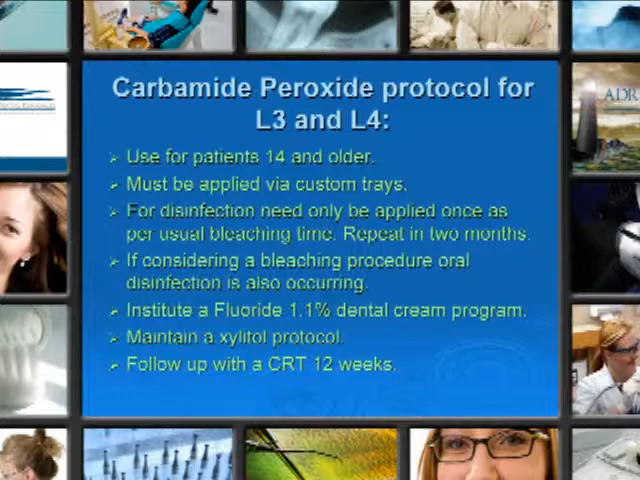 Carbamide Peroxide protocol for
L3 and L4:
Use for patients 14 and older.
Must be applied via custom trays.
For disinfection need only be applied once as
per usual bleaching time. Repeat in two months.
If considering a bleaching procedure oral
disinfection is also occurring.
Institute a Fluoride 1.1% dental cream program.
Maintain a xylitol protocol.
Follow up with a CRT 12 weeks.
ADR